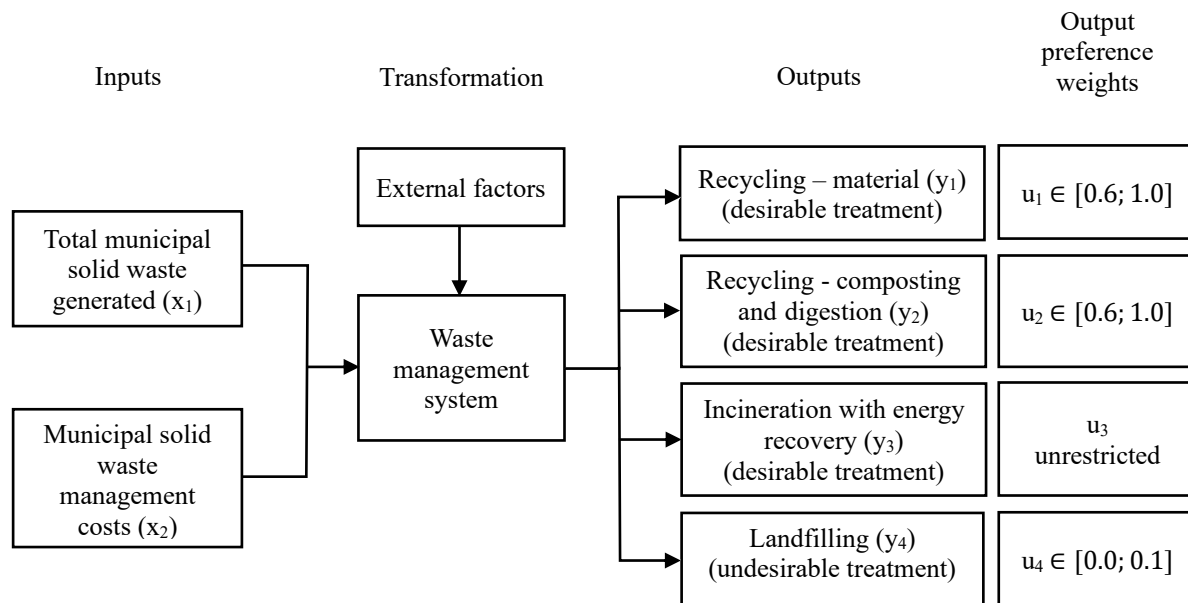 Inputs
Transformation
Outputs
Output
preference
weights
External factors
Total municipal
solid waste
generated (x₁)
Municipal solid
waste
management
costs (x₂)
Waste
management
system
Recycling – material (y₁)
(desirable treatment)
u₁ ∈ [0.6; 1.0]
Recycling - composting
and digestion (y₂)
(desirable treatment)
u₂ ∈ [0.6; 1.0]
Incineration with energy
recovery (y₃)
(desirable treatment)
u₃
unrestricted
Landfilling (y₄)
(undesirable treatment)
u₄ ∈ [0.0; 0.1]